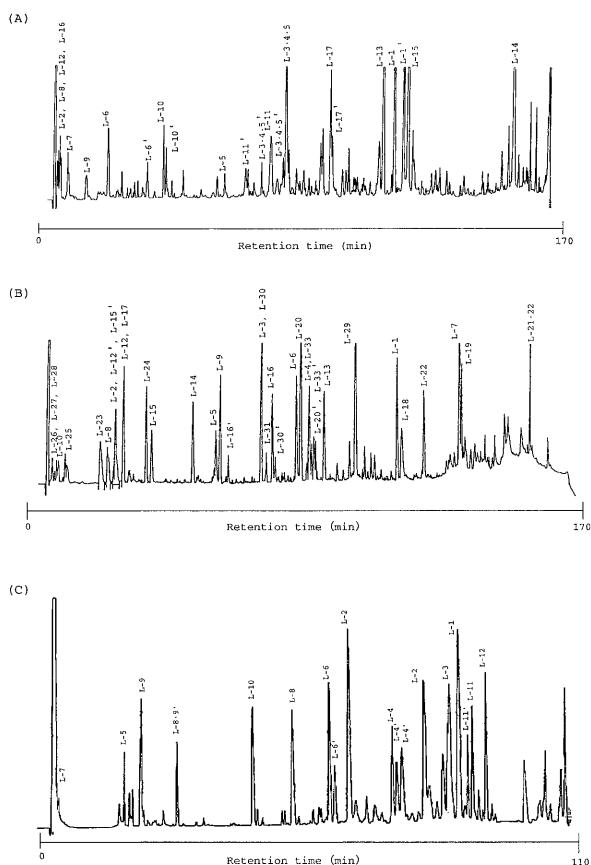 (A)
L-2, L-8, L-12, L-16
L-7
L-9
L-6
L-6'
L-10
L-10'
L-5
L-11'
L-3·4·5'
L-11
L-3·4·5'
L-3·4·5
L-17
L-17'
L-13
L-1
L-1'
L-15
L-14
0
170
Retention time (min)
(B)
L-26, L-27, L-28
L-10
L-25
L-23
L-8
L-2, L-12', L-15'
L-12, L-17
L-24
L-15
L-14
L-5
L-9
L-16'
L-3, L-30
L-31
L-16
L-30'
L-6
L-20
L-4, L-33
L-20', L-33'
L-13
L-29
L-1
L-18
L-22
L-7
L-19
L-21·22
0
170
Retention time (min)
(C)
L-7
L-5
L-9
L-8·9'
L-10
L-8
L-6
L-6'
L-2
L-4
L-4'
L-4'
L-2
L-3
L-1
L-11'
L-11
L-12
0
110
Retention time (min)